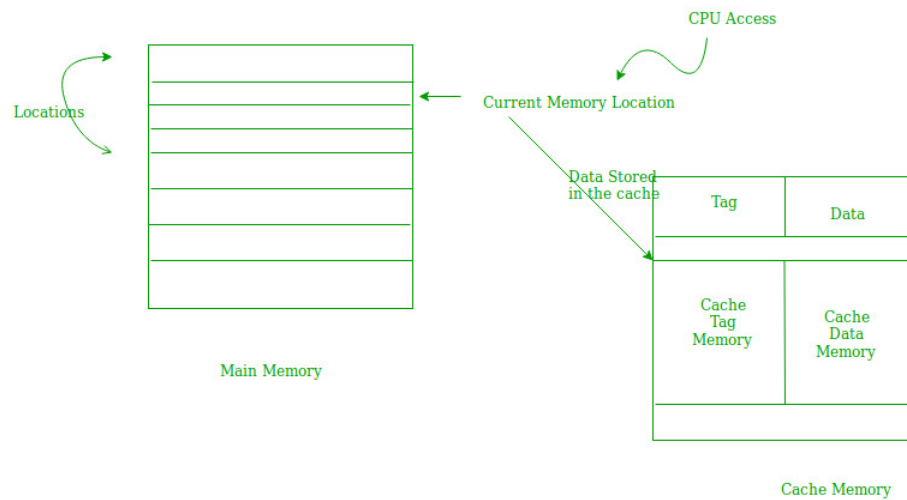 CPU Access
Locations
Current Memory Location
Data Stored
in the cache
Tag
Data
Cache
Tag
Memory
Cache
Data
Memory
Main Memory
Cache Memory